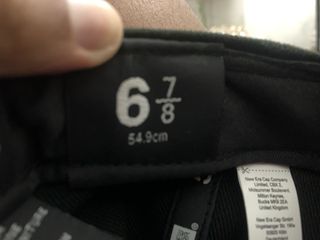 6 7/8
54.9cm
New Era Cap Company
Limited, CBX 2,
Midsummer Boulevard
Milton Keynes,
Bucks MK9 2EA
United Kingdom
New Era Cap GmbH